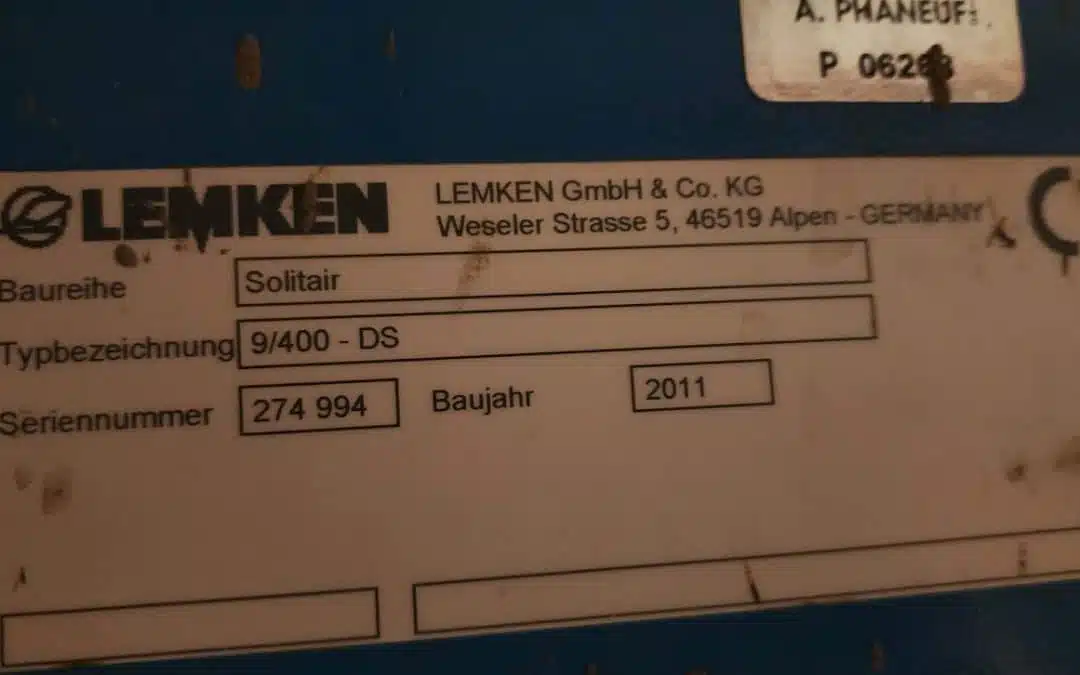 A. PHANEUF
P
LEMKEN
LEMKEN GmbH & Co. KG
Weseler Strasse 5, 46519 Alpen - GERMANY
Baureihe Solitair
Typbezeichnung 9/400 - DS
Seriennummer 274 994 Baujahr 2011